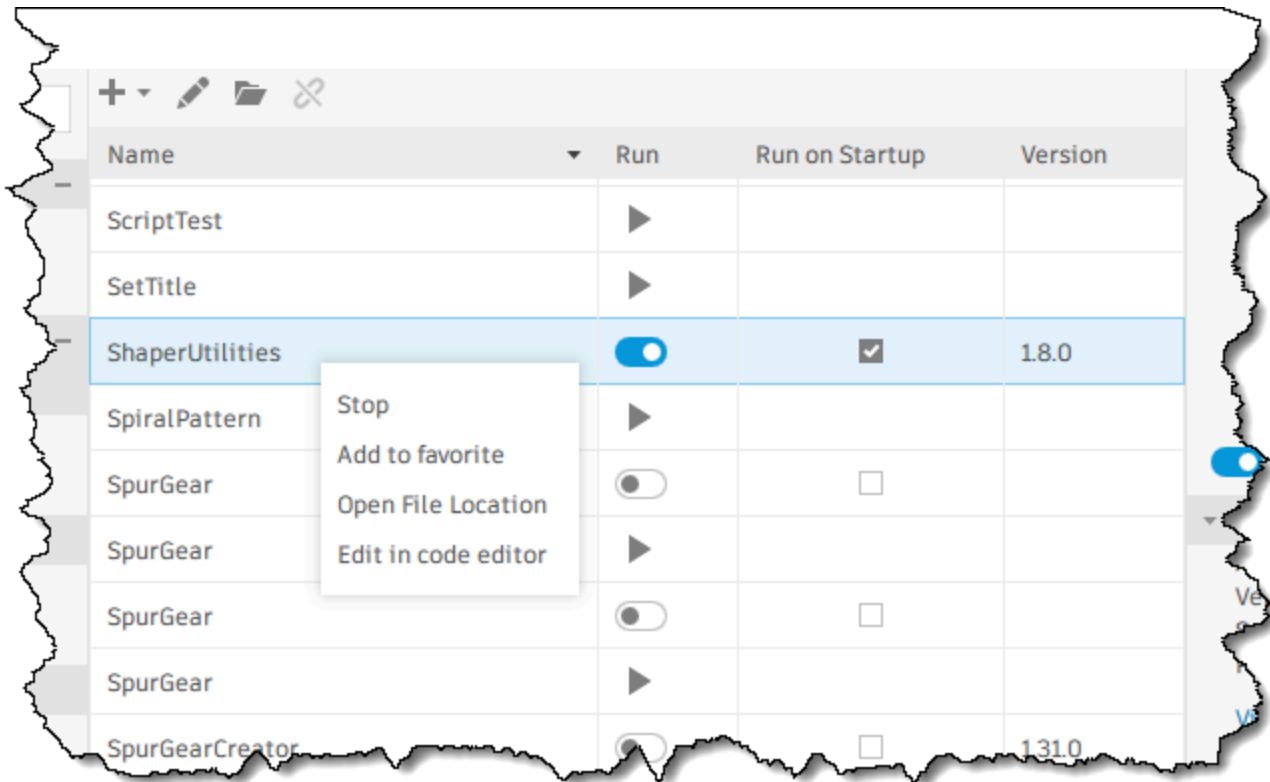 Name Run Run on Startup Version
ScriptTest
SetTitle
ShaperUtilities 1.8.0
Stop
SpiralPattern
Add to favorite
SpurGear
Open File Location
SpurGear
Edit in code editor
SpurGear
Ve
SpurGear
SpurGearCreator 1.31.0